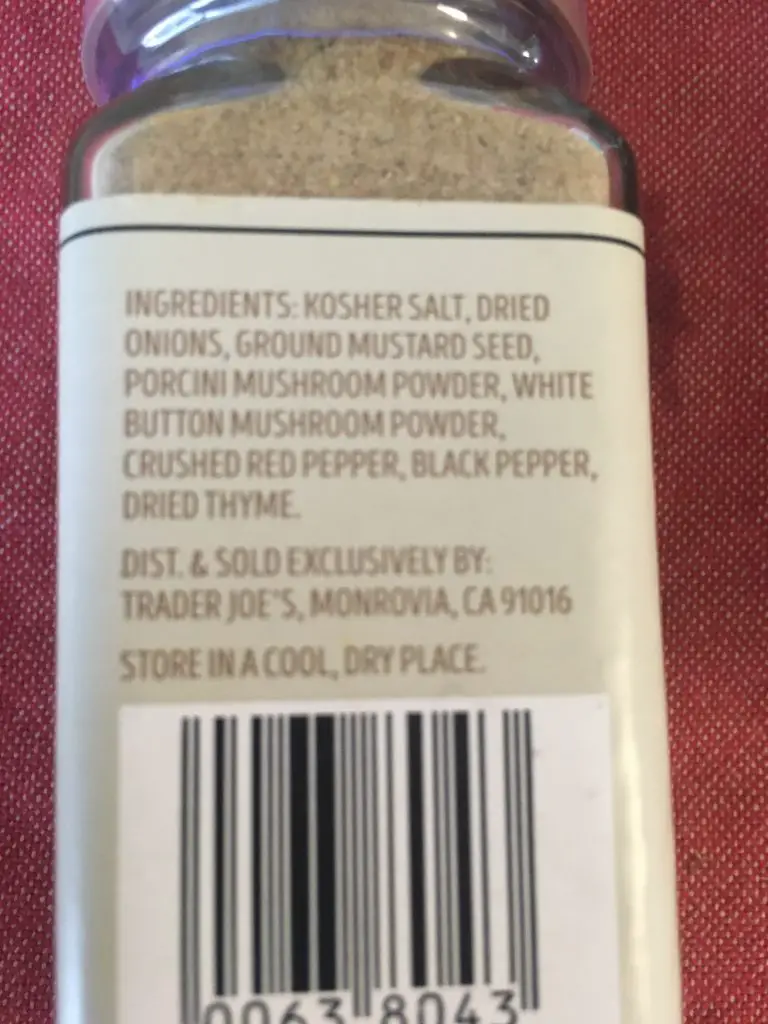 INGREDIENTS: KOSHER SALT, DRIED
ONIONS, GROUND MUSTARD SEED,
PORCINI MUSHROOM POWDER, WHITE
BUTTON MUSHROOM POWDER,
CRUSHED RED PEPPER, BLACK PEPPER,
DRIED THYME.
DIST. & SOLD EXCLUSIVELY BY:
TRADER JOE'S, MONROVIA, CA 91016
STORE IN A COOL, DRY PLACE.
0063 8043